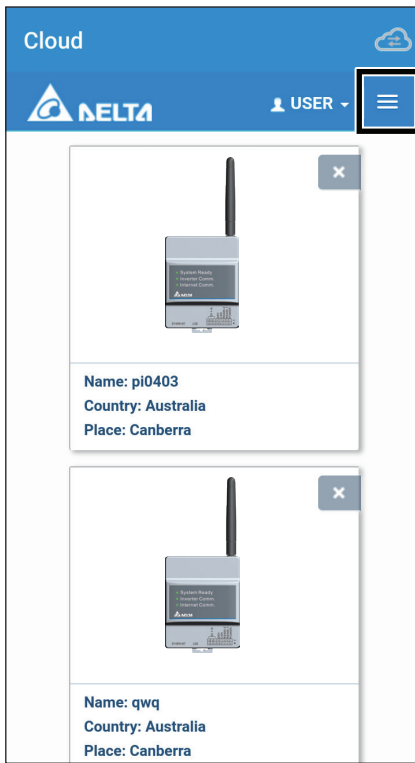 Cloud
DELTA
USER
System Ready
Inverter Comm.
Internet Comm.
Name: pi0403
Country: Australia
Place: Canberra
System Ready
Inverter Comm.
Internet Comm.
Name: qwq
Country: Australia
Place: Canberra